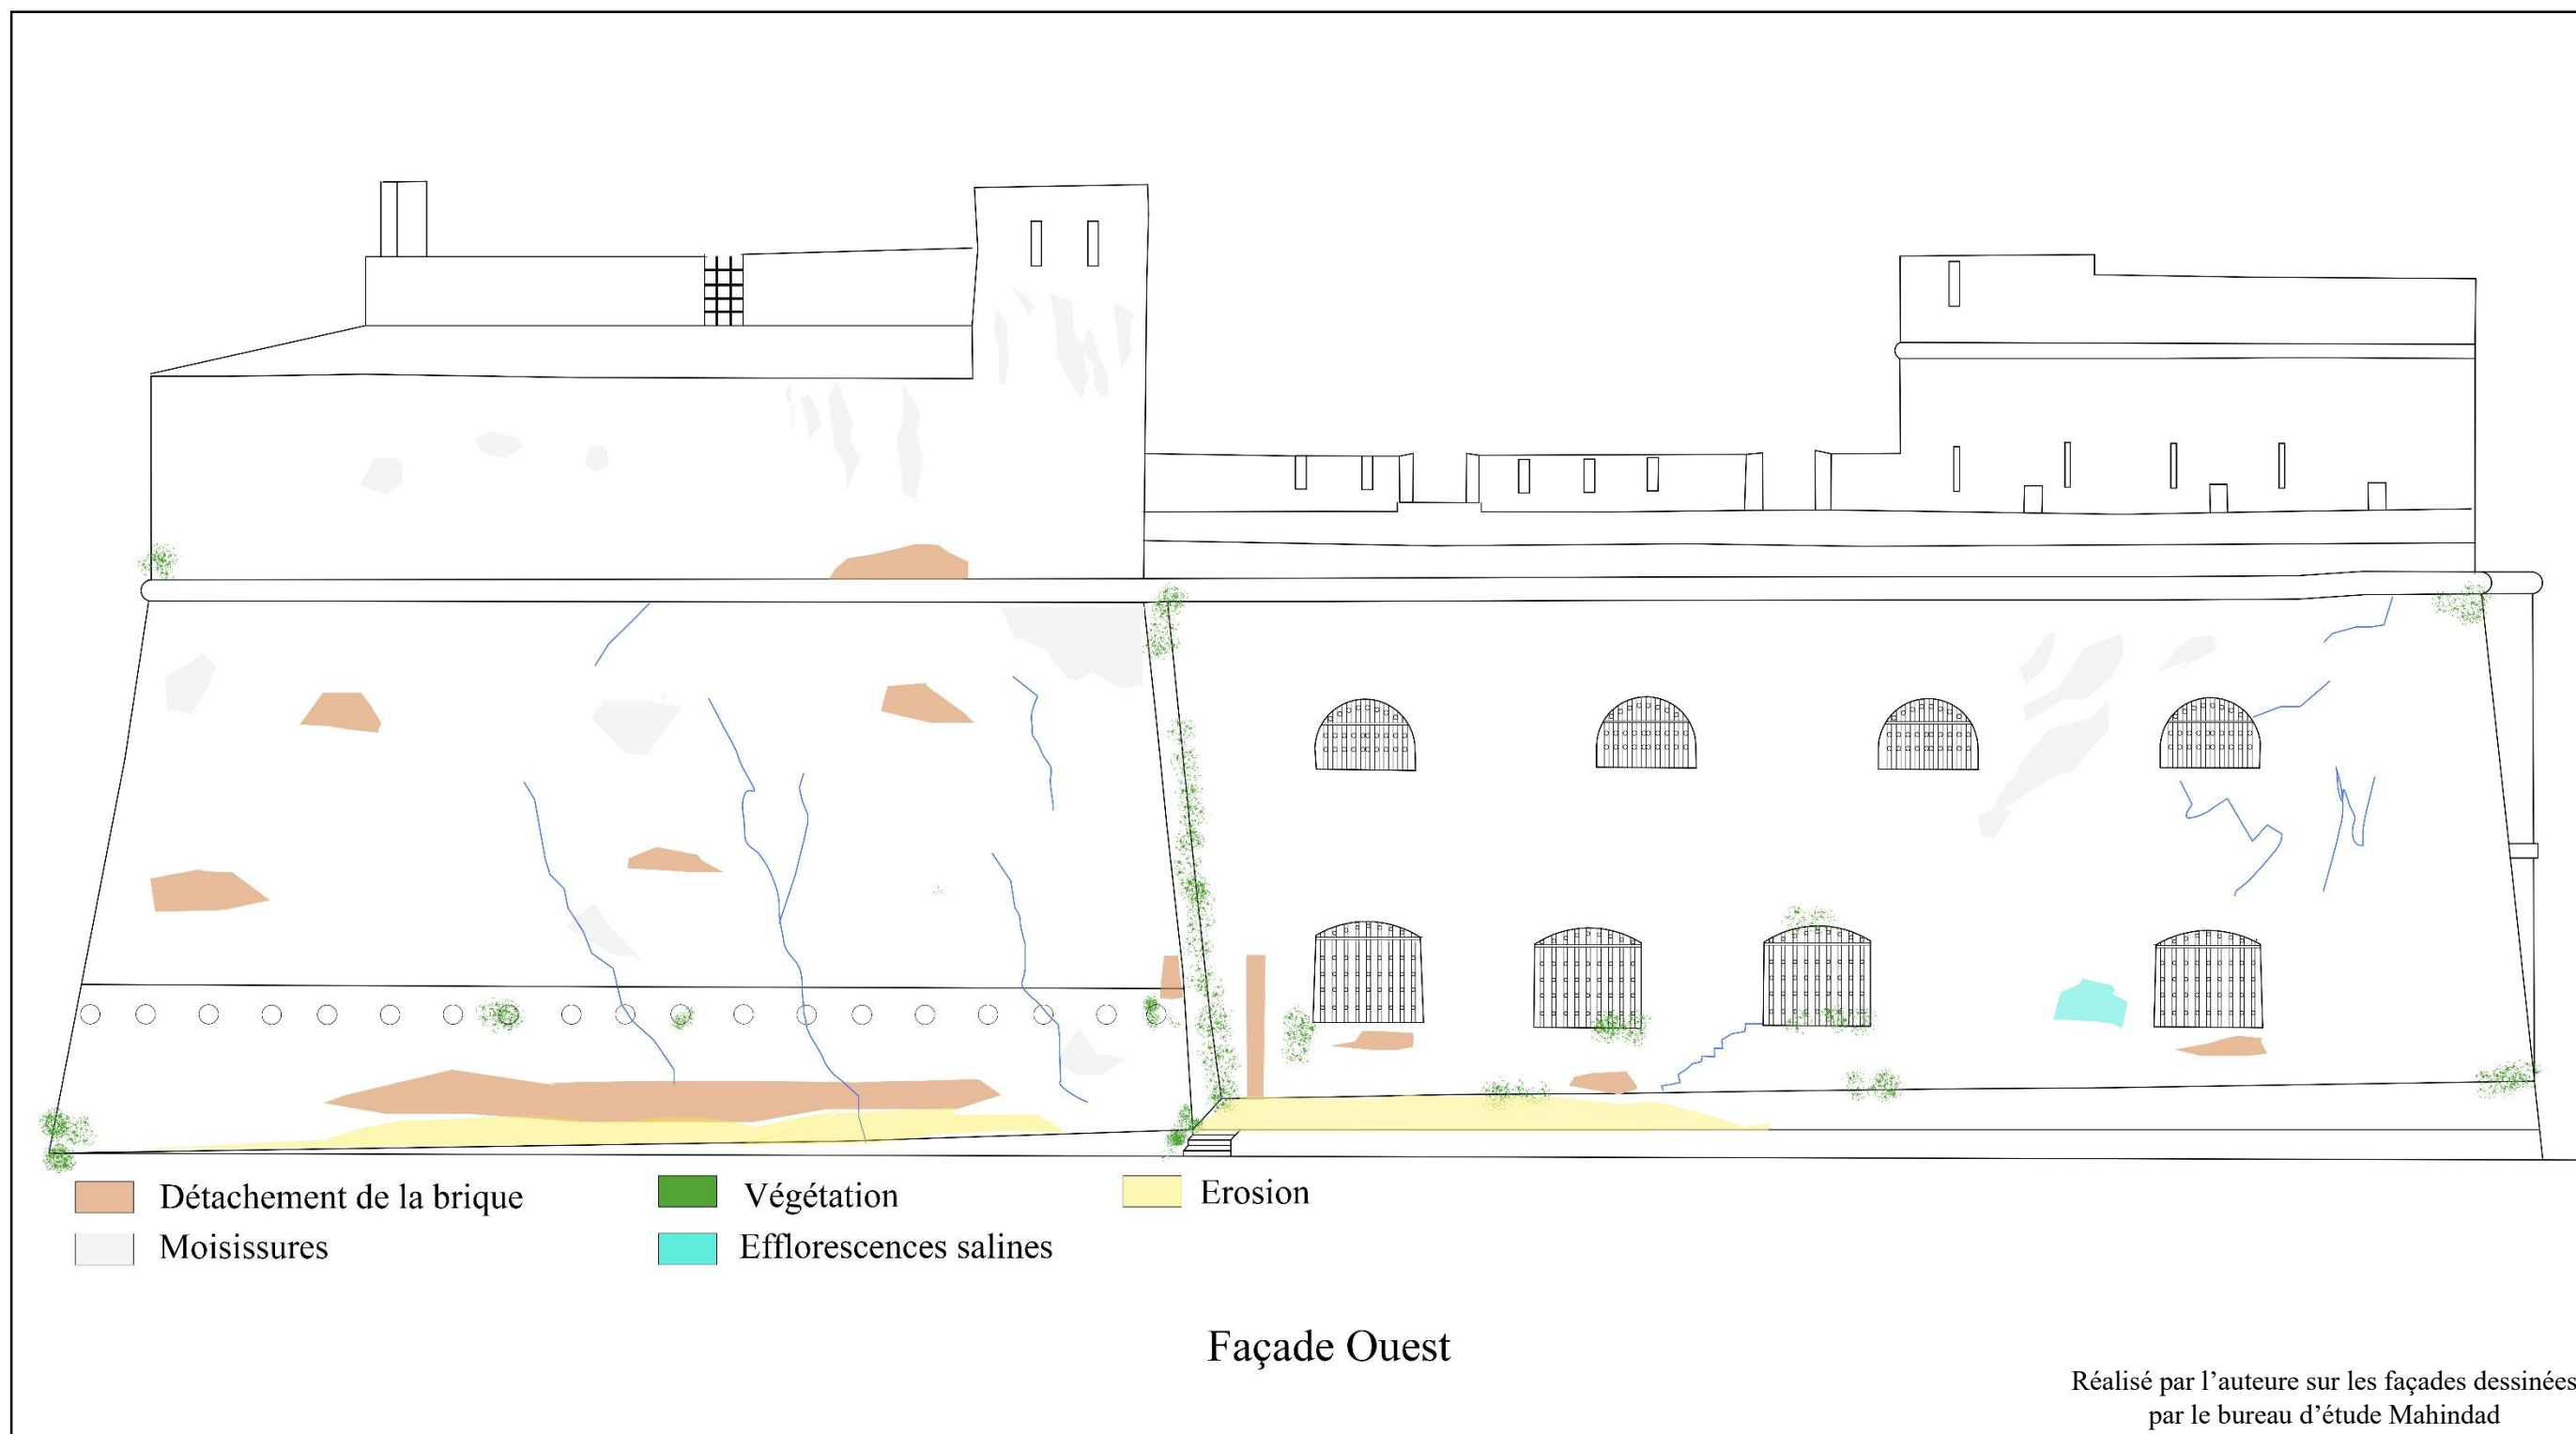 Détachement de la brique
Végétation
Erosion
Moisissures
Efflorescences salines
Façade Ouest
Réalisé par l’auteure sur les façades dessinées
par le bureau d’étude Mahindad